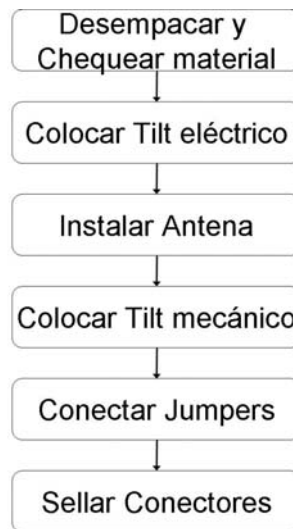 Desempacar y
Chequear material
Colocar Tilt eléctrico
Instalar Antena
Colocar Tilt mecánico
Conectar Jumpers
Sellar Conectores